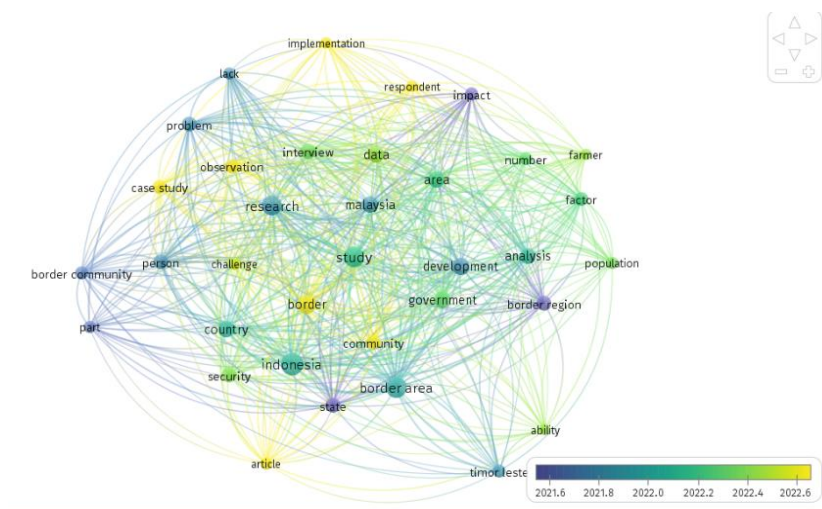 implementation
lack
respondent
impact
problem
interview
data
number
farmer
observation
case study
area
research
malaysia
factor
study
person
challenge
development
analysis
population
border community
border
government
border region
part
country
community
indonesia
security
border area
state
ability
article
timor leste
2021.6 2021.8 2022.0 2022.2 2022.4 2022.6